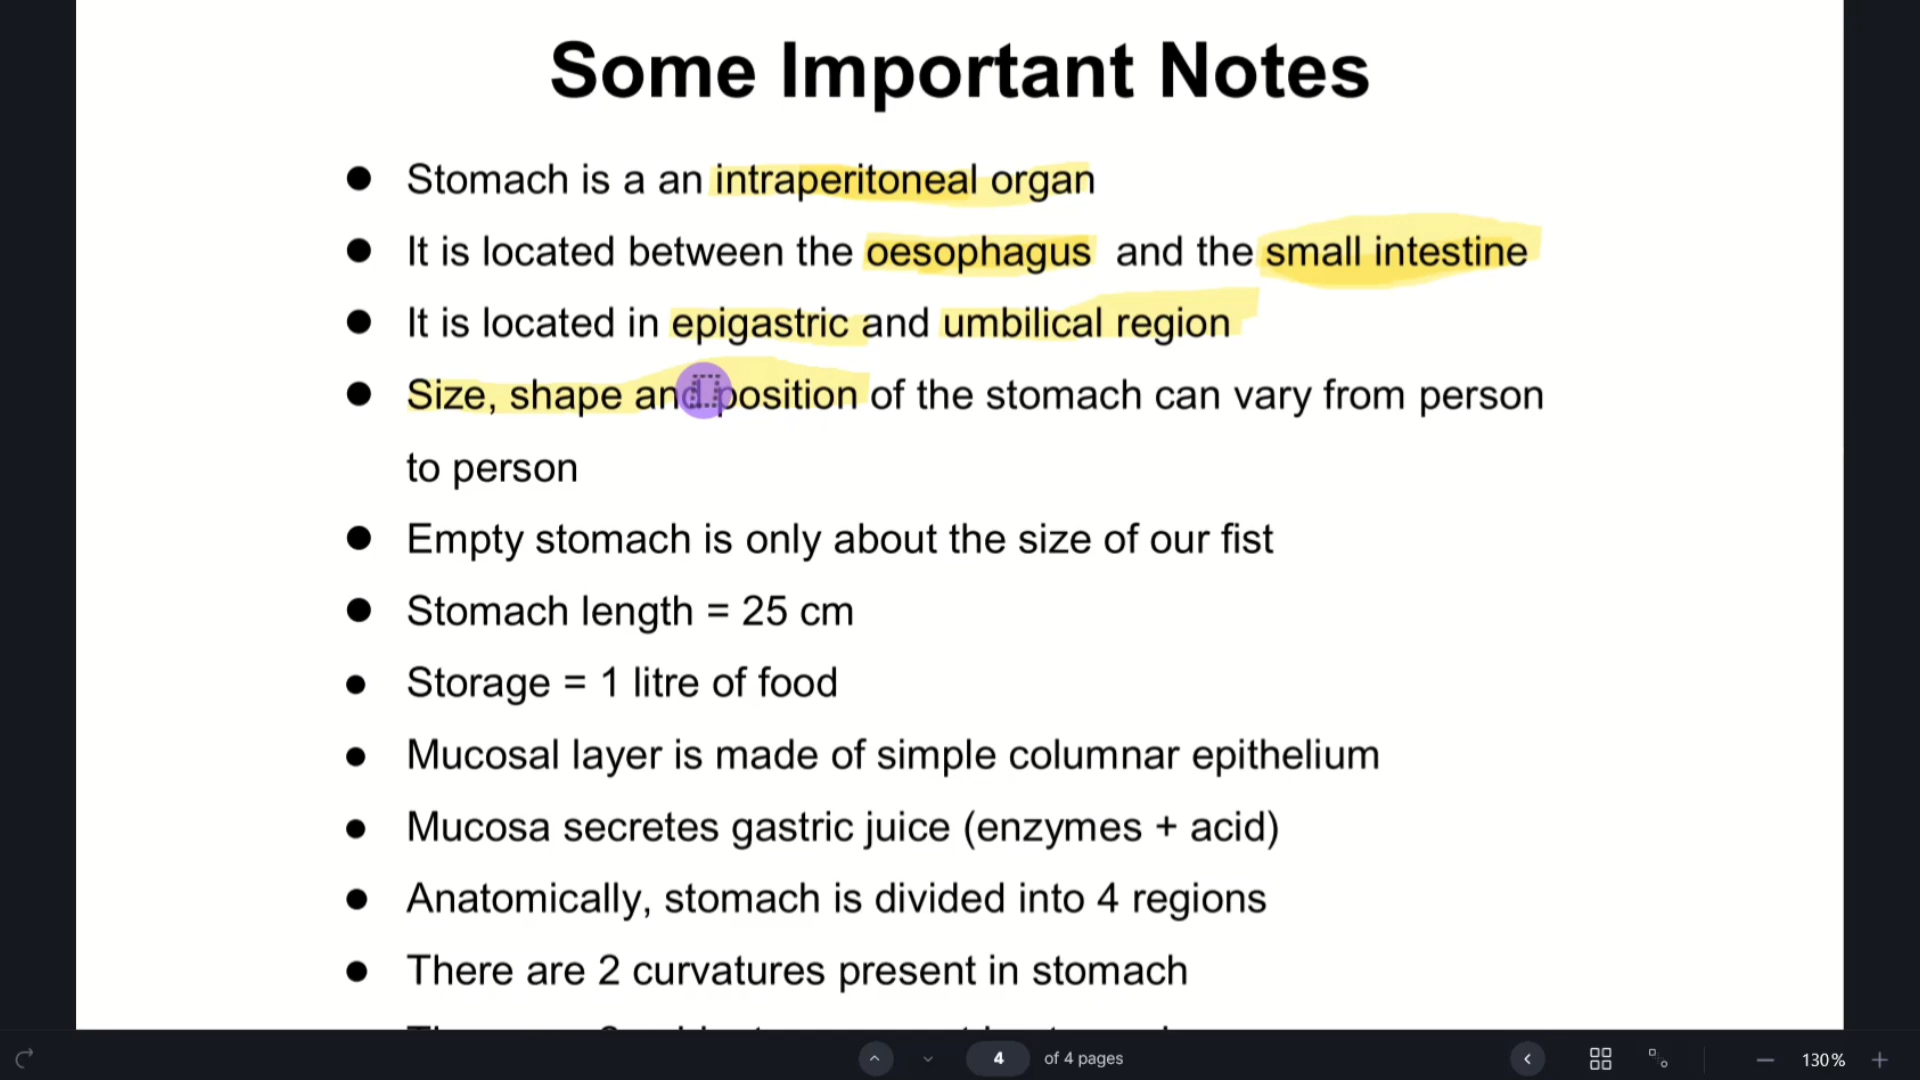 Some Important Notes
● Stomach is a an intraperitoneal organ
● It is located between the oesophagus and the small intestine
● It is located in epigastric and umbilical region
● Size, shape and position of the stomach can vary from person
to person
● Empty stomach is only about the size of our fist
● Stomach length = 25 cm
● Storage = 1 litre of food
● Mucosal layer is made of simple columnar epithelium
● Mucosa secretes gastric juice (enzymes + acid)
● Anatomically, stomach is divided into 4 regions
● There are 2 curvatures present in stomach
4 of 4 pages
130%